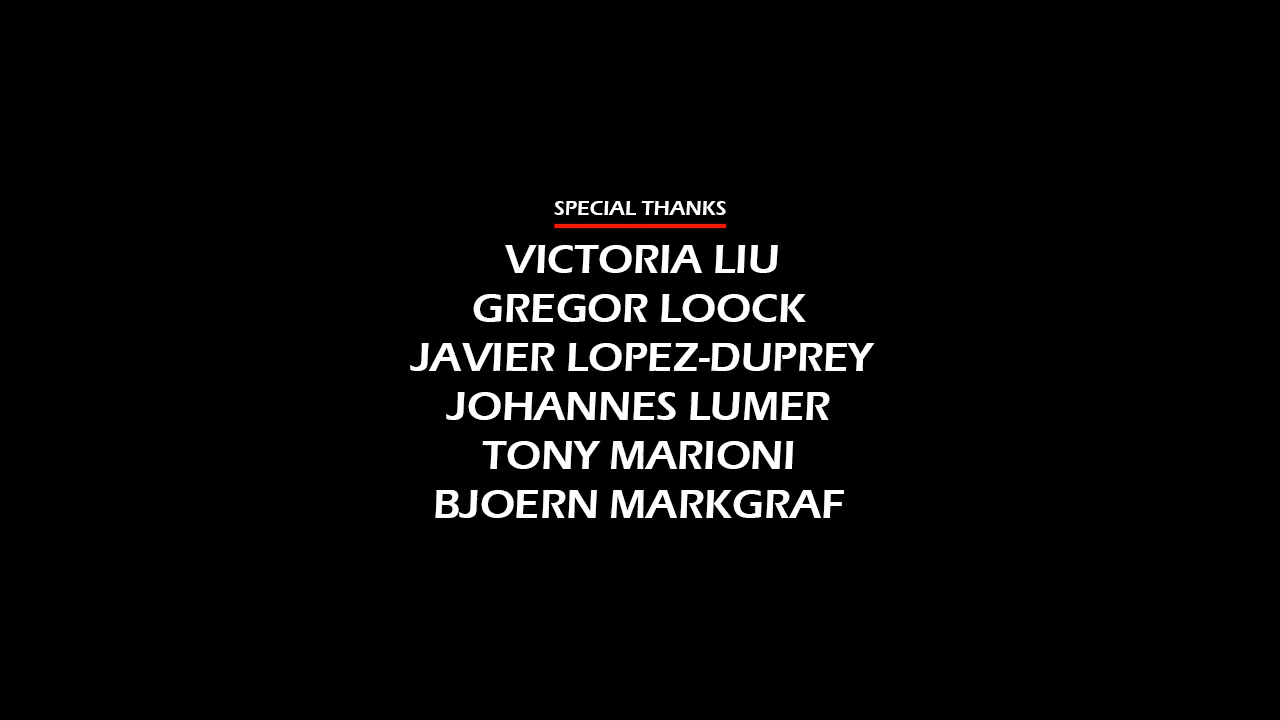 SPECIAL THANKS
VICTORIA LIU
GREGOR LOOCK
JAVIER LOPEZ-DUPREY
JOHANNES LUMER
TONY MARIONI
BJOERN MARKGRAF